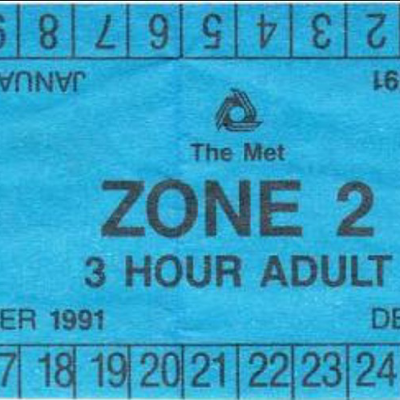 8 7 6 5 4 3 2
JANUA
91
The Met
ZONE 2
3 HOUR ADULT
ER 1991 DE
7 18 19 20 21 22 23 24